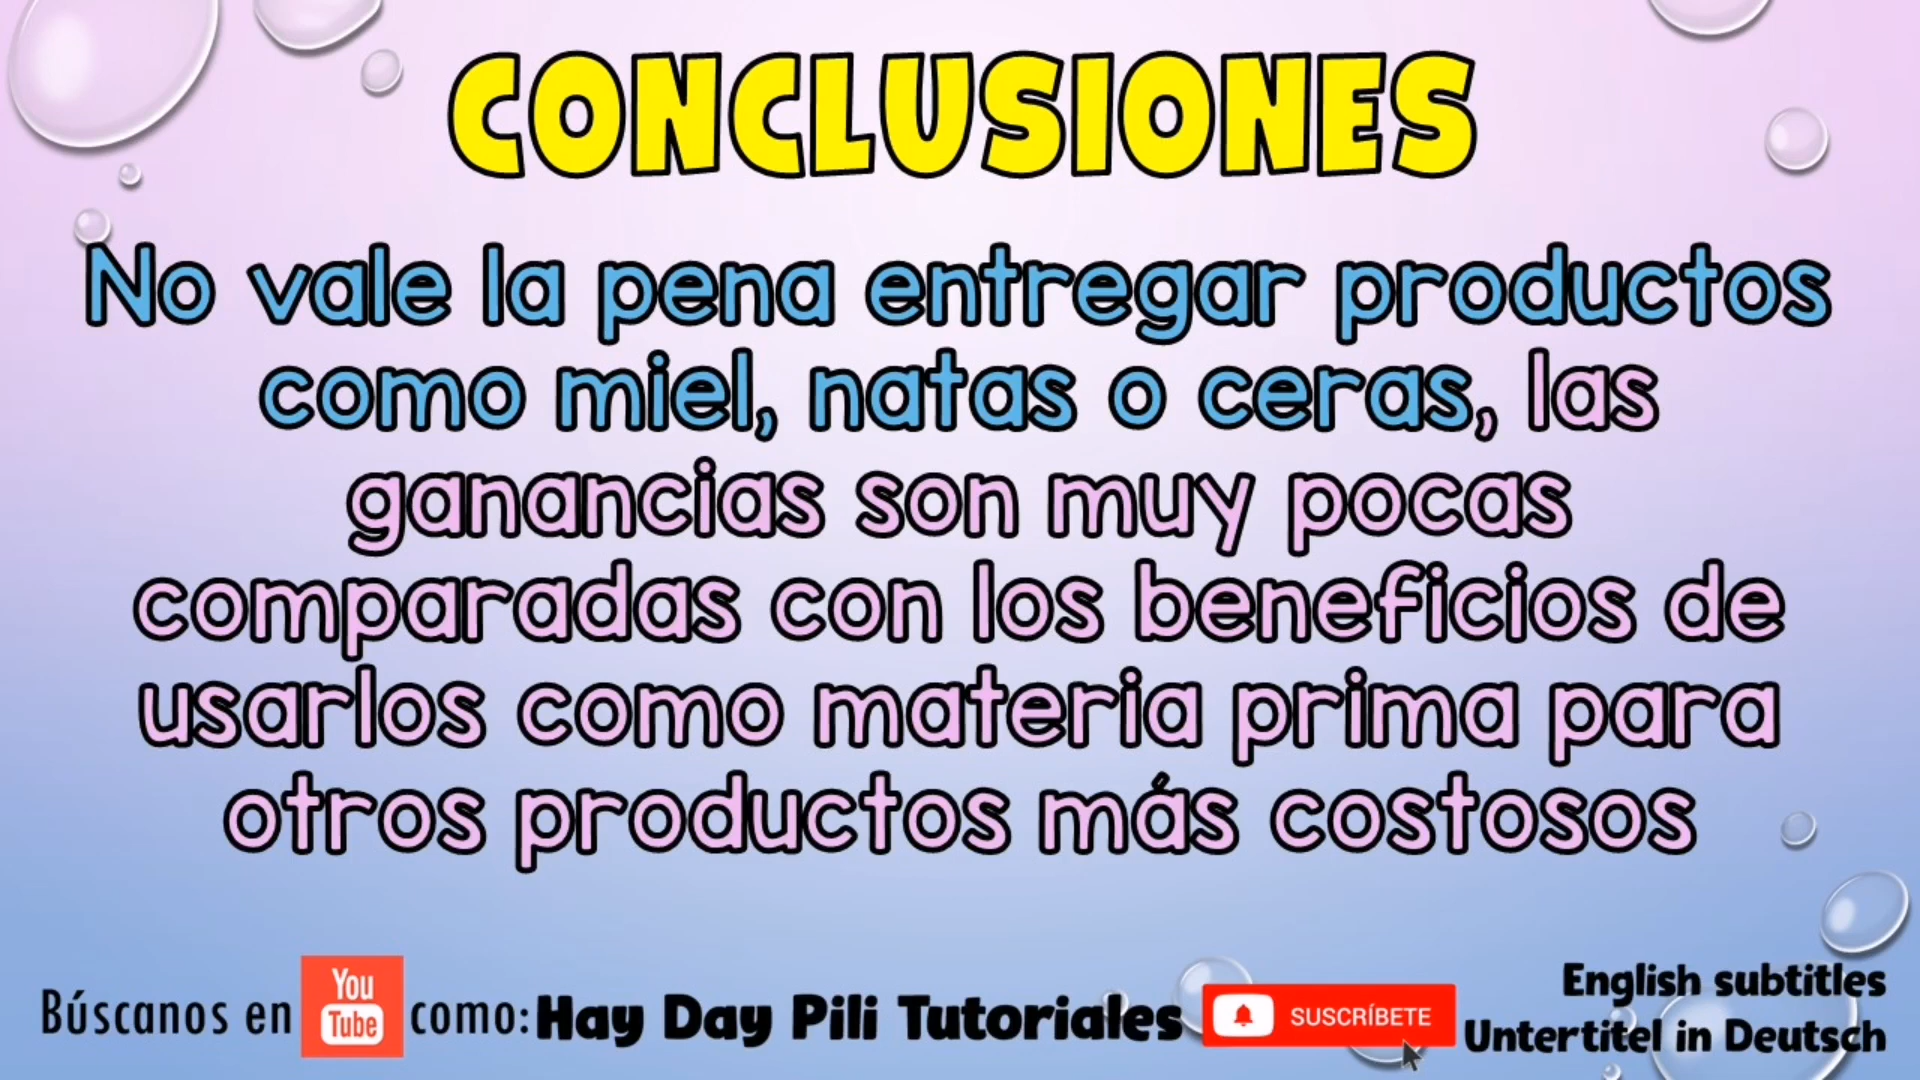 CONCLUSIONES
No vale la pena entregar productos
como miel, natas o ceras, las
ganancias son muy pocas
comparadas con los beneficios de
usarlos como materia prima para
otros productos más costosos
Búscanos en You Tube como: Hay Day Pili Tutoriales
SUSCRÍBETE
English subtitles
Untertitel in Deutsch